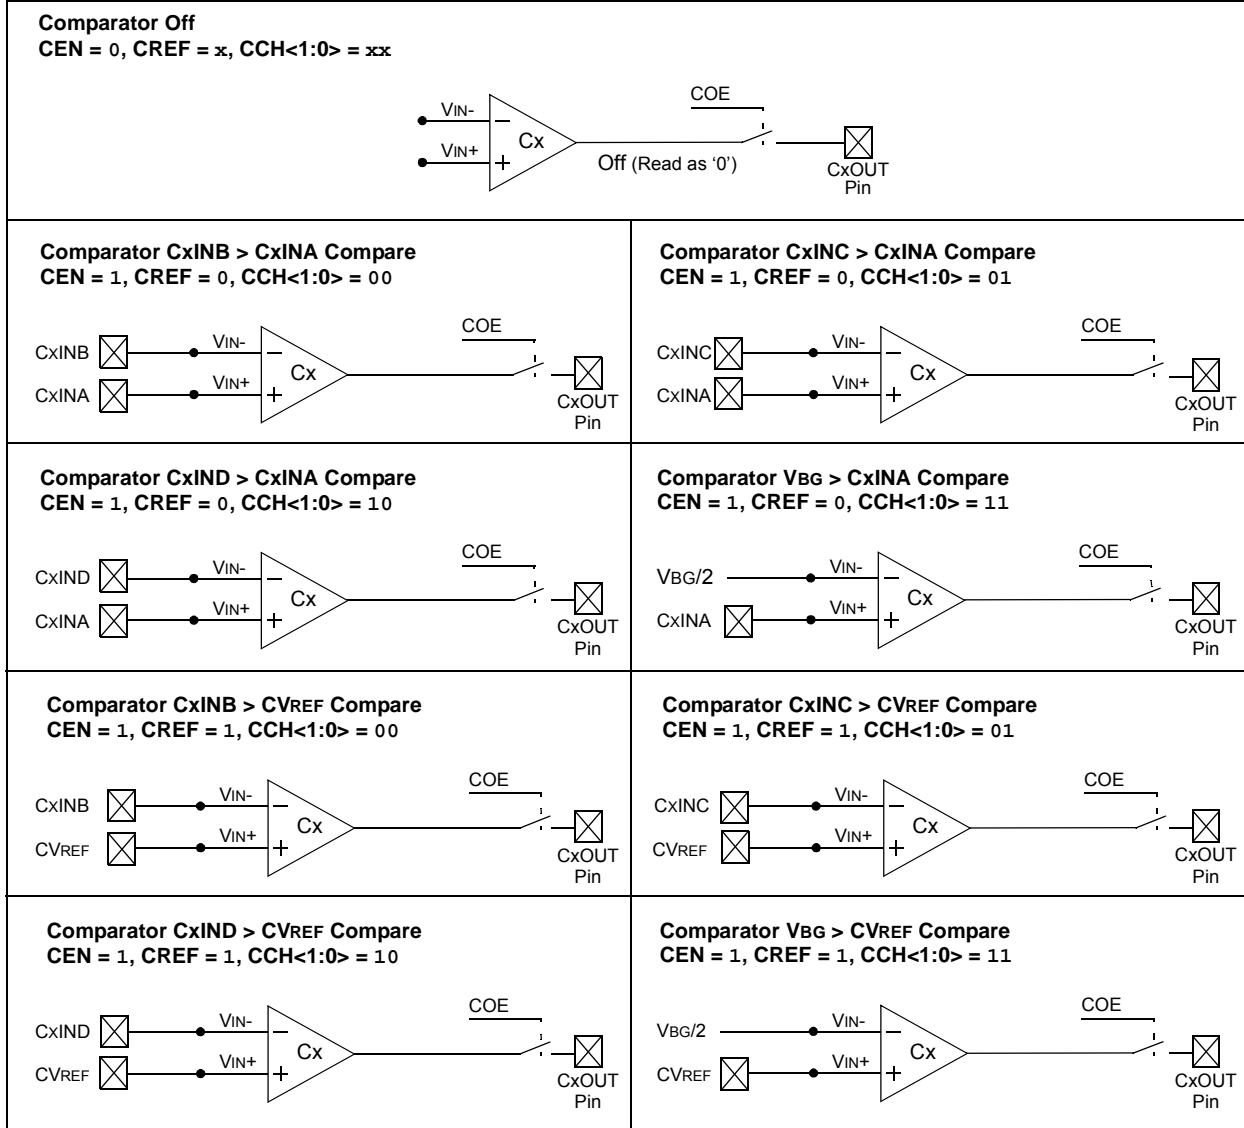 Comparator Off
CEN = 0, CREF = x, CCH<1:0> = xx
COE
VIN-
–
Cx
VIN+
+
Off (Read as ‘0’)
CxOUT
Pin
Comparator CxINB > CxINA Compare
CEN = 1, CREF = 0, CCH<1:0> = 00
COE
CxINB
VIN-
–
Cx
CxINA
VIN+
+
CxOUT
Pin
Comparator CxINC > CxINA Compare
CEN = 1, CREF = 0, CCH<1:0> = 01
COE
CxINC
VIN-
–
Cx
CxINA
VIN+
+
CxOUT
Pin
Comparator CxIND > CxINA Compare
CEN = 1, CREF = 0, CCH<1:0> = 10
COE
CxIND
VIN-
–
Cx
CxINA
VIN+
+
CxOUT
Pin
Comparator VBG > CxINA Compare
CEN = 1, CREF = 0, CCH<1:0> = 11
COE
VBG/2
VIN-
–
Cx
CxINA
VIN+
+
CxOUT
Pin
Comparator CxINB > CVREF Compare
CEN = 1, CREF = 1, CCH<1:0> = 00
COE
CxINB
VIN-
–
Cx
CVREF
VIN+
+
CxOUT
Pin
Comparator CxINC > CVREF Compare
CEN = 1, CREF = 1, CCH<1:0> = 01
COE
CxINC
VIN-
–
Cx
CVREF
VIN+
+
CxOUT
Pin
Comparator CxIND > CVREF Compare
CEN = 1, CREF = 1, CCH<1:0> = 10
COE
CxIND
VIN-
–
Cx
CVREF
VIN+
+
CxOUT
Pin
Comparator VBG > CVREF Compare
CEN = 1, CREF = 1, CCH<1:0> = 11
COE
VBG/2
VIN-
–
Cx
CVREF
VIN+
+
CxOUT
Pin